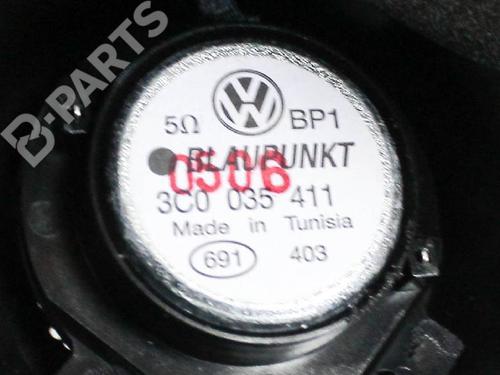 B-PARTS
VW
5Ω BP1
BLAUPUNKT
0506
3C0 035 411
Made in Tunisia
691 403